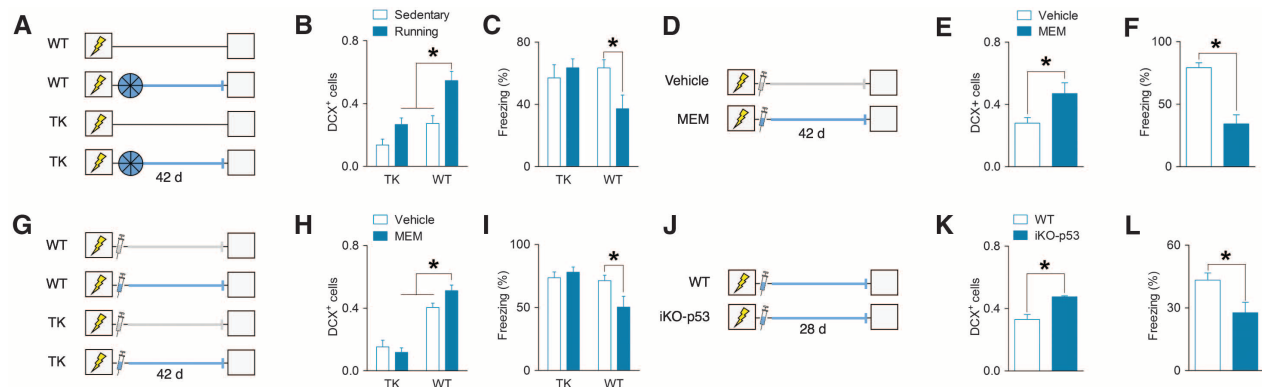 A
WT
WT
TK
TK
42 d
B
Sedentary
Running
DCX+ cells
0.8
0.4
0.0
*
TK WT
C
Freezing (%)
80
40
0
*
TK WT
D
Vehicle
MEM
42 d
E
Vehicle
MEM
DCX+ cells
0.8
0.4
0.0
*
F
Freezing (%)
100
50
0
*
G
WT
WT
TK
TK
42 d
H
Vehicle
MEM
DCX+ cells
0.8
0.4
0.0
*
TK WT
I
Freezing (%)
100
50
0
*
TK WT
J
WT
iKO-p53
28 d
K
WT
iKO-p53
DCX+ cells
0.8
0.4
0.0
*
L
Freezing (%)
60
30
0
*